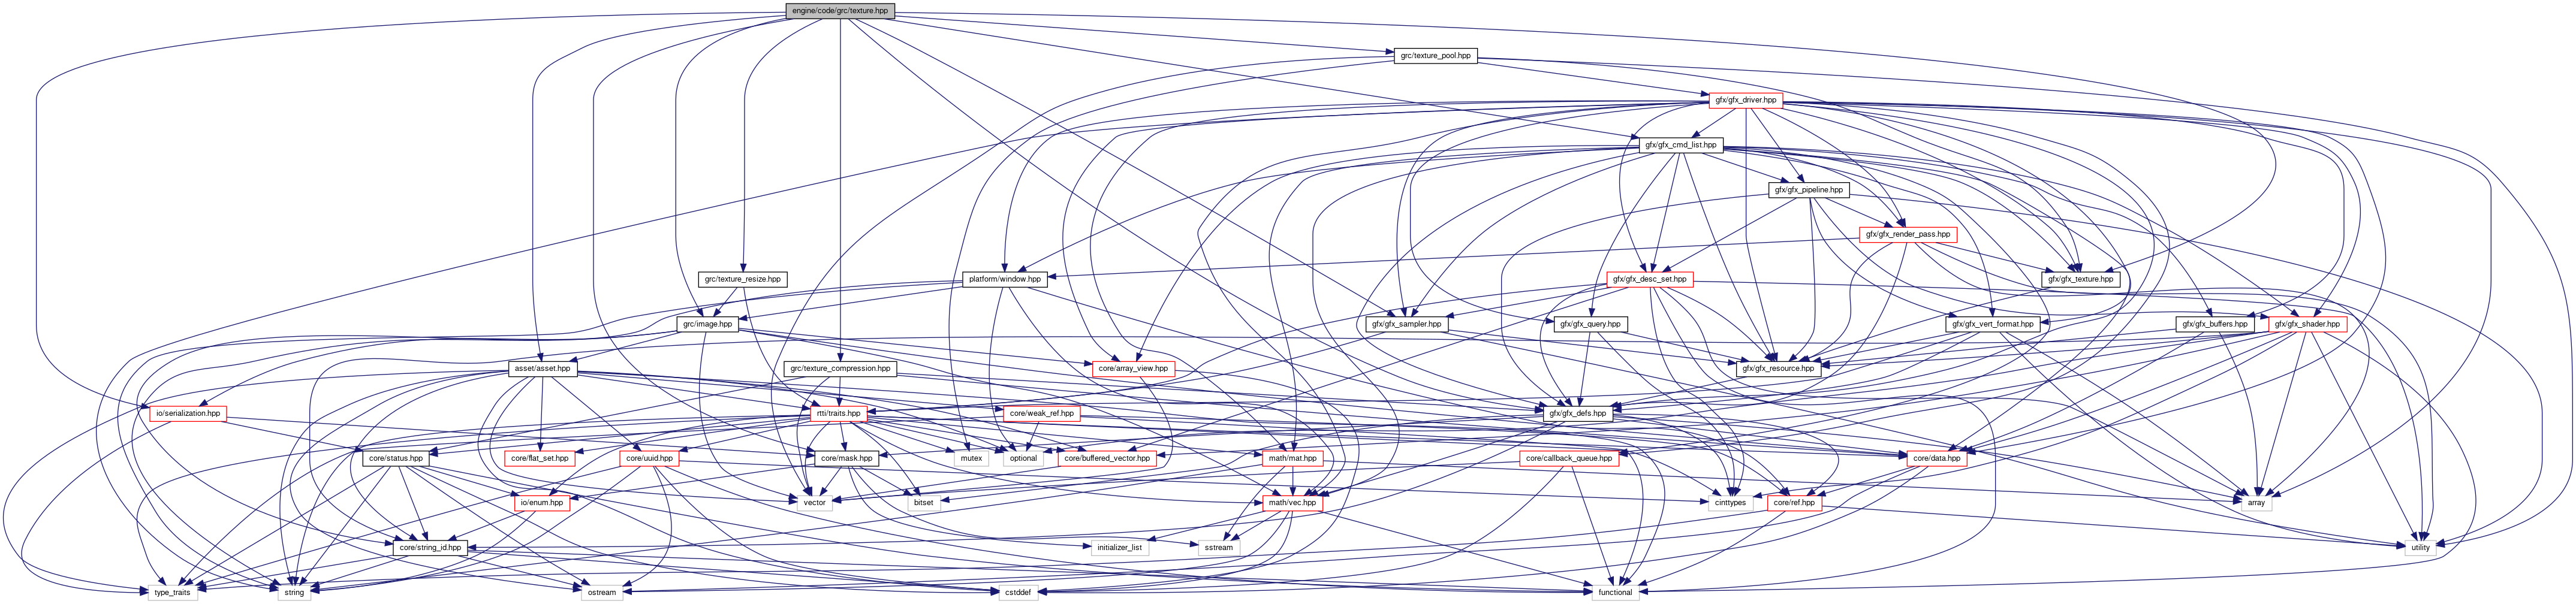 engine/code/grc/texture.hpp
grc/texture_pool.hpp
gfx/gfx_driver.hpp
gfx/gfx_cmd_list.hpp
gfx/gfx_pipeline.hpp
gfx/gfx_render_pass.hpp
grc/texture_resize.hpp
platform/window.hpp
gfx/gfx_desc_set.hpp
gfx/gfx_texture.hpp
grc/image.hpp
gfx/gfx_sampler.hpp
gfx/gfx_query.hpp
gfx/gfx_vert_format.hpp
gfx/gfx_buffers.hpp
gfx/gfx_shader.hpp
asset/asset.hpp
grc/texture_compression.hpp
core/array_view.hpp
gfx/gfx_resource.hpp
io/serialization.hpp
rtti/traits.hpp
core/weak_ref.hpp
gfx/gfx_defs.hpp
core/status.hpp
core/flat_set.hpp
core/uuid.hpp
core/mask.hpp
mutex
optional
core/buffered_vector.hpp
math/mat.hpp
core/callback_queue.hpp
core/data.hpp
io/enum.hpp
vector
bitset
math/vec.hpp
cinttypes
core/ref.hpp
array
core/string_id.hpp
initializer_list
sstream
utility
type_traits
string
ostream
cstddef
functional